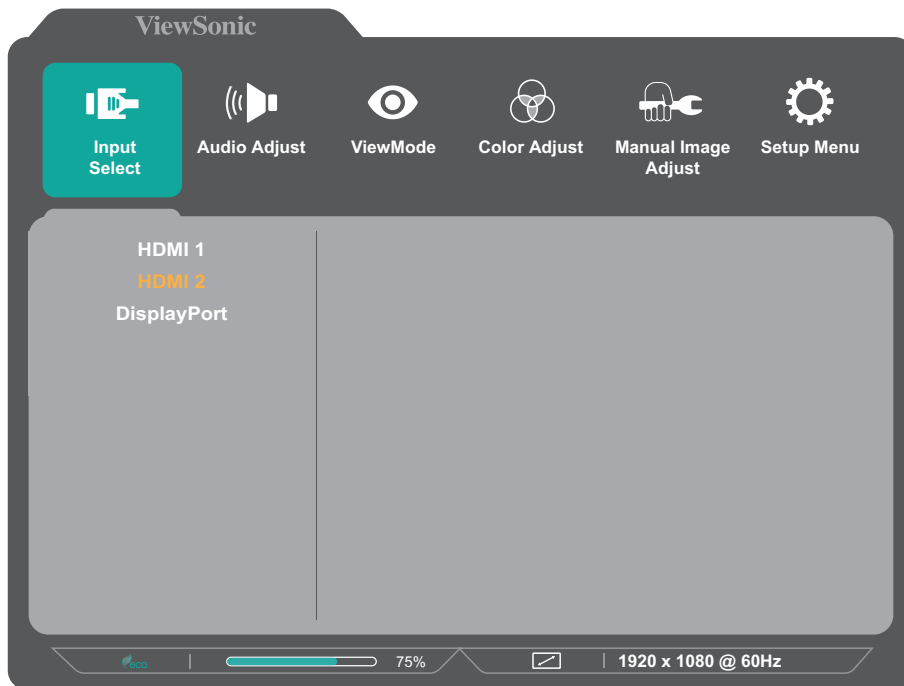 ViewSonic
Input
Select
Audio Adjust
ViewMode
Color Adjust
Manual Image
Adjust
Setup Menu
HDMI 1
HDMI 2
DisplayPort
eco 75% 1920 x 1080 @ 60Hz